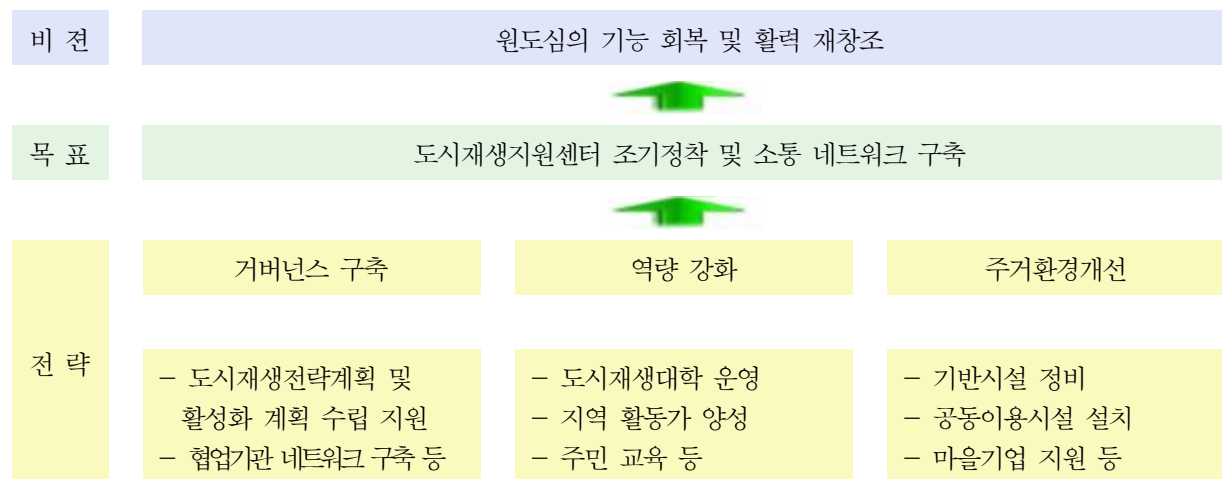 비 젼
원도심의 기능 회복 및 활력 재창조
목 표
도시재생지원센터 조기정착 및 소통 네트워크 구축
전 략
거버넌스 구축
역량 강화
주거환경개선
- 도시재생전략계획 및
활성화 계획 수립 지원
- 협업기관 네트워크 구축 등
- 도시재생대학 운영
- 지역 활동가 양성
- 주민 교육 등
- 기반시설 정비
- 공동이용시설 설치
- 마을기업 지원 등